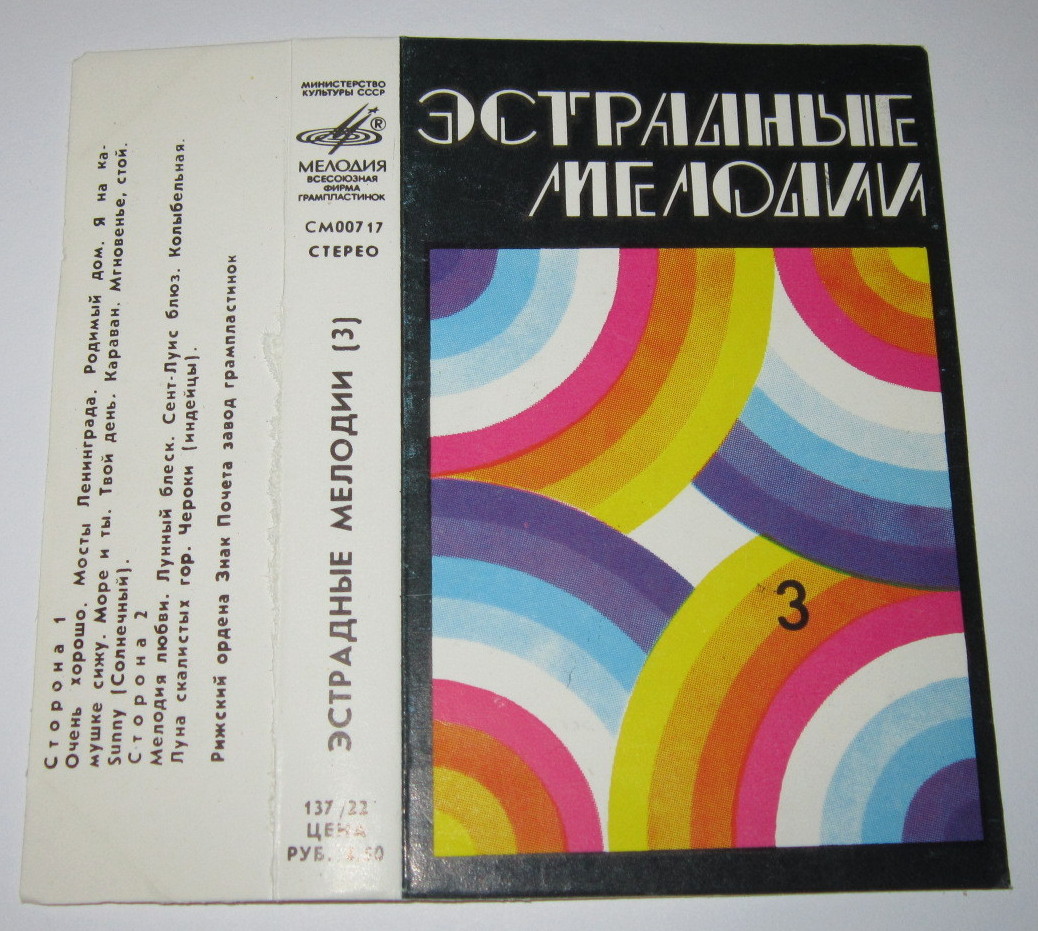 Сторона 1
Очень хорошо. Мосты Ленинграда. Родимый дом. Я на ка-
мушке сижу. Море и ты. Твой день. Караван. Мгновенье, стой.
Sunny (Солнечный).
Сторона 2
Мелодия любви. Лунный блеск. Сент-Луис блюз. Колыбельная.
Луна скалистых гор. Чероки (индейцы).
Рижский ордена Знак Почета завод грампластинок
МИНИСТЕРСТВО
КУЛЬТУРЫ СССР
®
МЕЛОДИЯ
ВСЕСОЮЗНАЯ
ФИРМА
ГРАМПЛАСТИНОК
СМ00717
СТЕРЕО
ЭСТРАДНЫЕ МЕЛОДИИ (3)
137/22
ЦЕНА
РУБ. 50
ЭСТРАДНЫЕ
МЕЛОДИИ
3